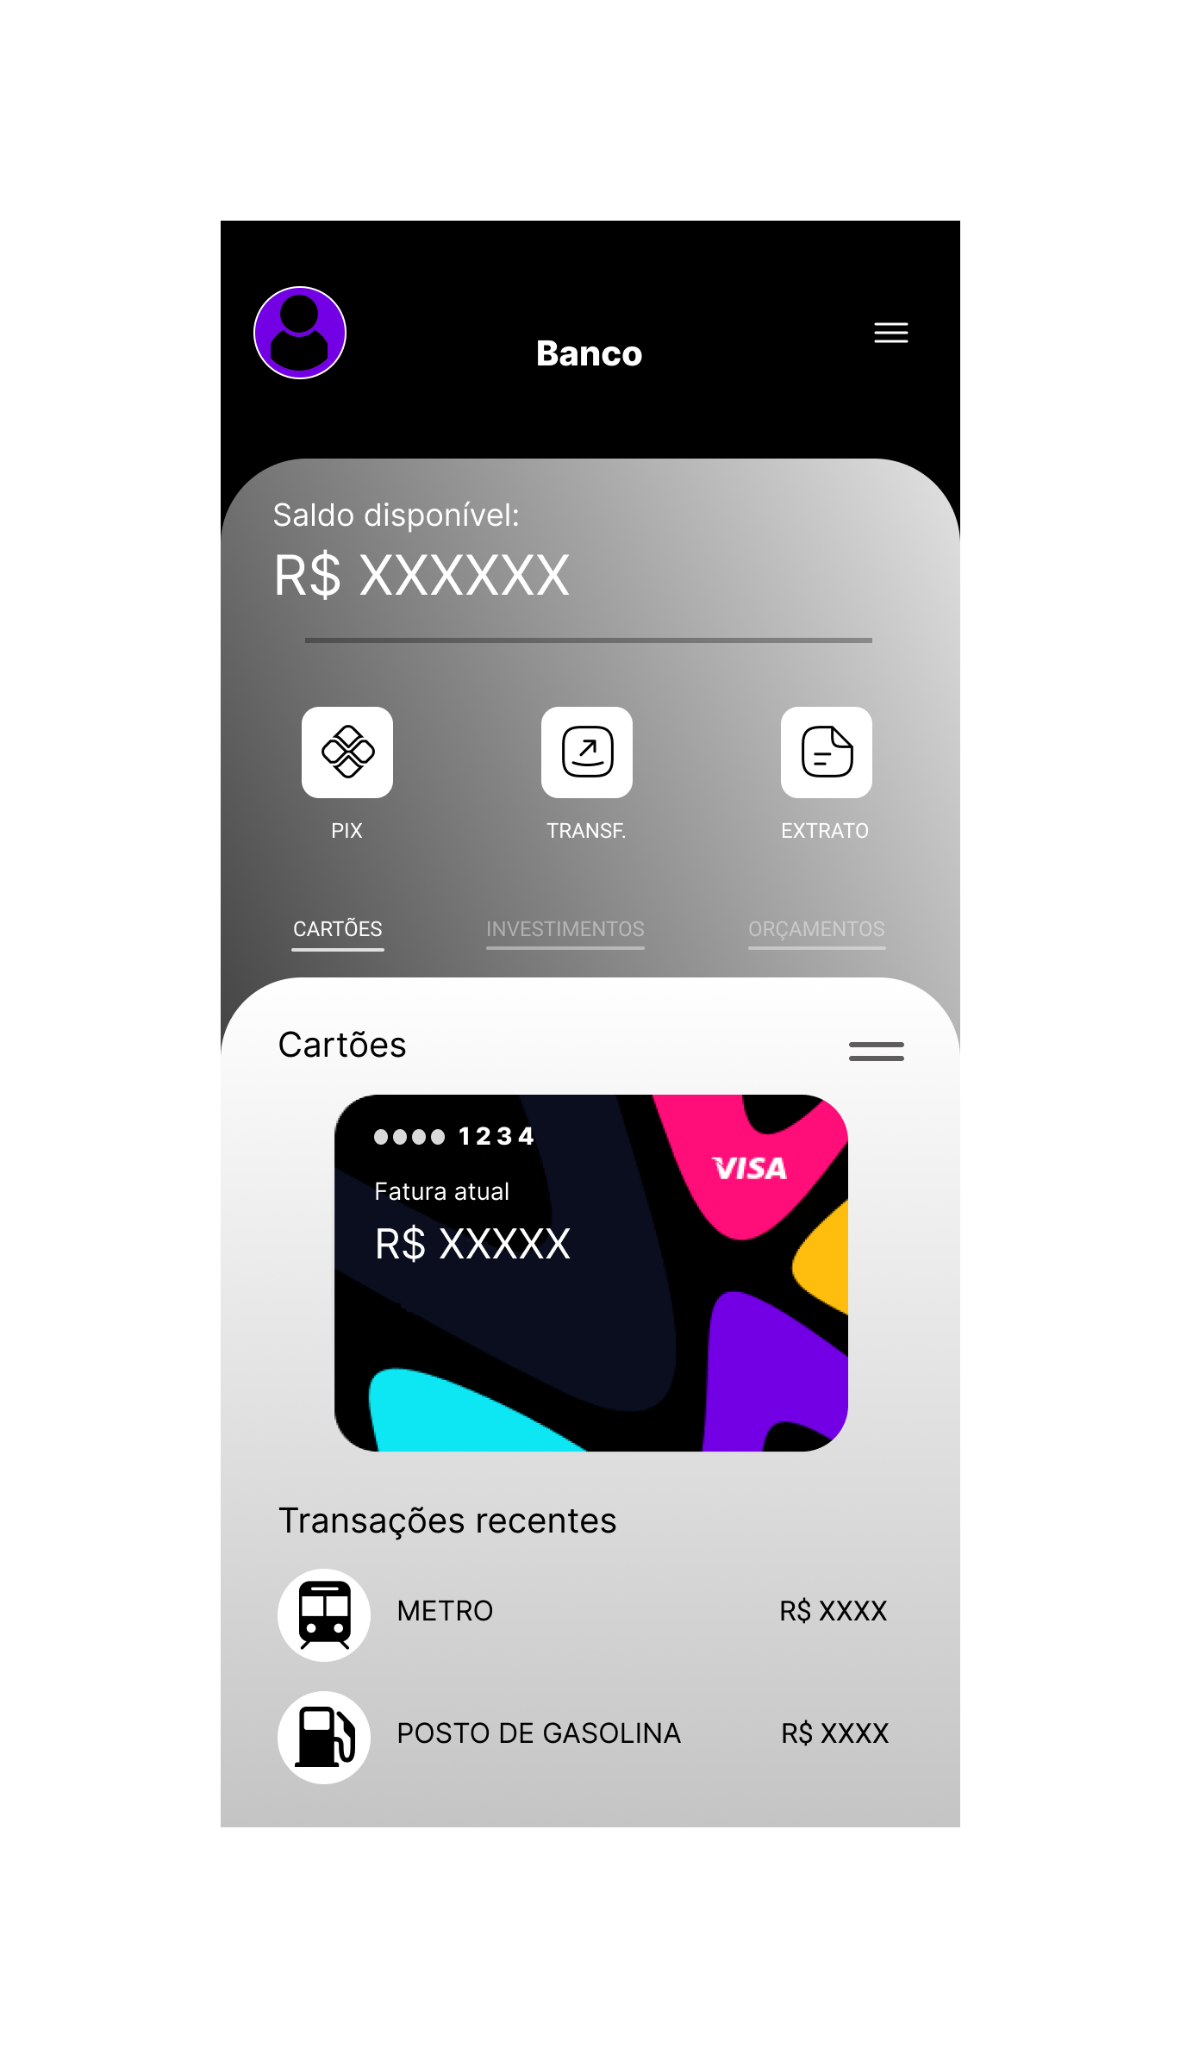 Banco
Saldo disponível:
R$ XXXXXX
PIX TRANSF. EXTRATO
CARTÕES INVESTIMENTOS ORÇAMENTOS
Cartões
1234
VISA
Fatura atual
R$ XXXXX
Transações recentes
METRO R$ XXXX
POSTO DE GASOLINA R$ XXXX